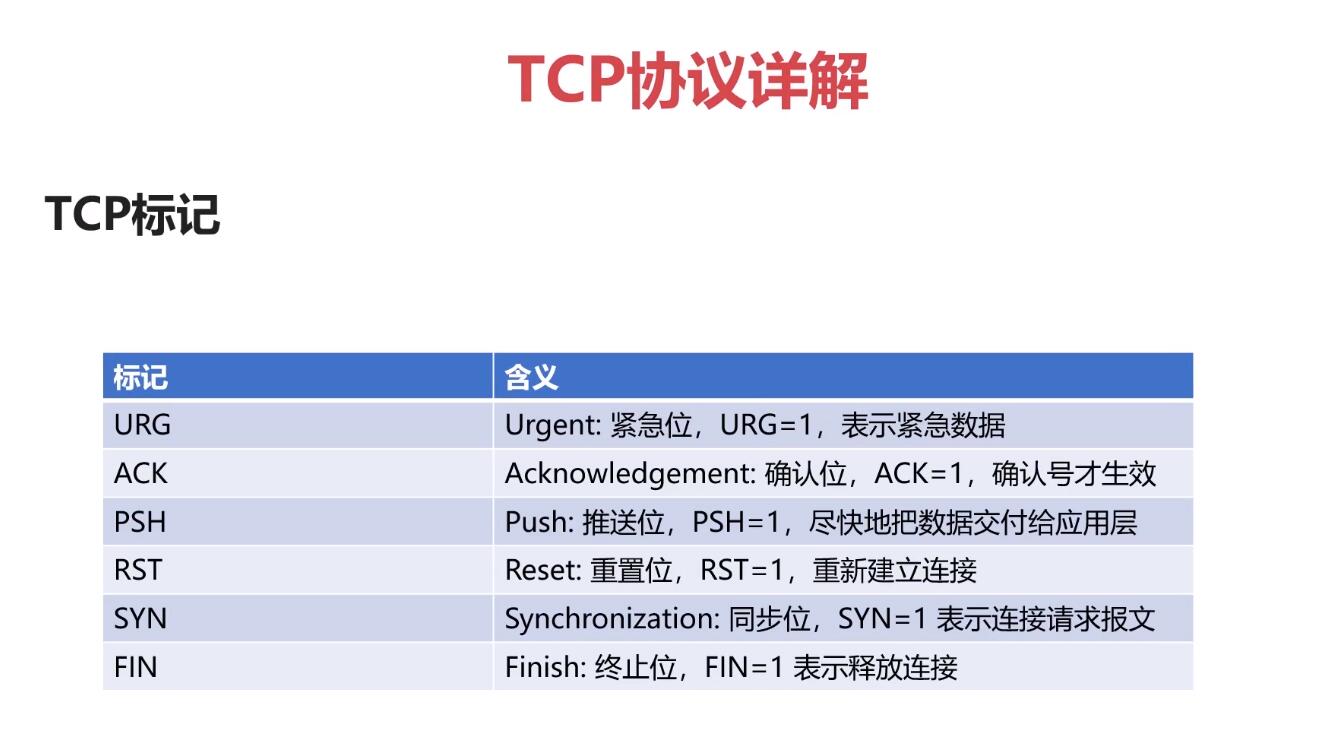 TCP协议详解
TCP标记
标记 含义
URG Urgent: 紧急位，URG=1，表示紧急数据
ACK Acknowledgement: 确认位，ACK=1，确认号才生效
PSH Push: 推送位，PSH=1，尽快地把数据交付给应用层
RST Reset: 重置位，RST=1，重新建立连接
SYN Synchronization: 同步位，SYN=1 表示连接请求报文
FIN Finish: 终止位，FIN=1 表示释放连接